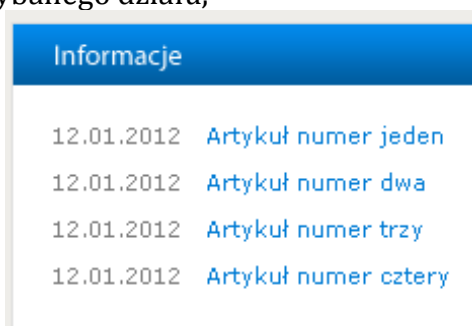 działu,
Informacje
12.01.2012 Artykuł numer jeden
12.01.2012 Artykuł numer dwa
12.01.2012 Artykuł numer trzy
12.01.2012 Artykuł numer cztery